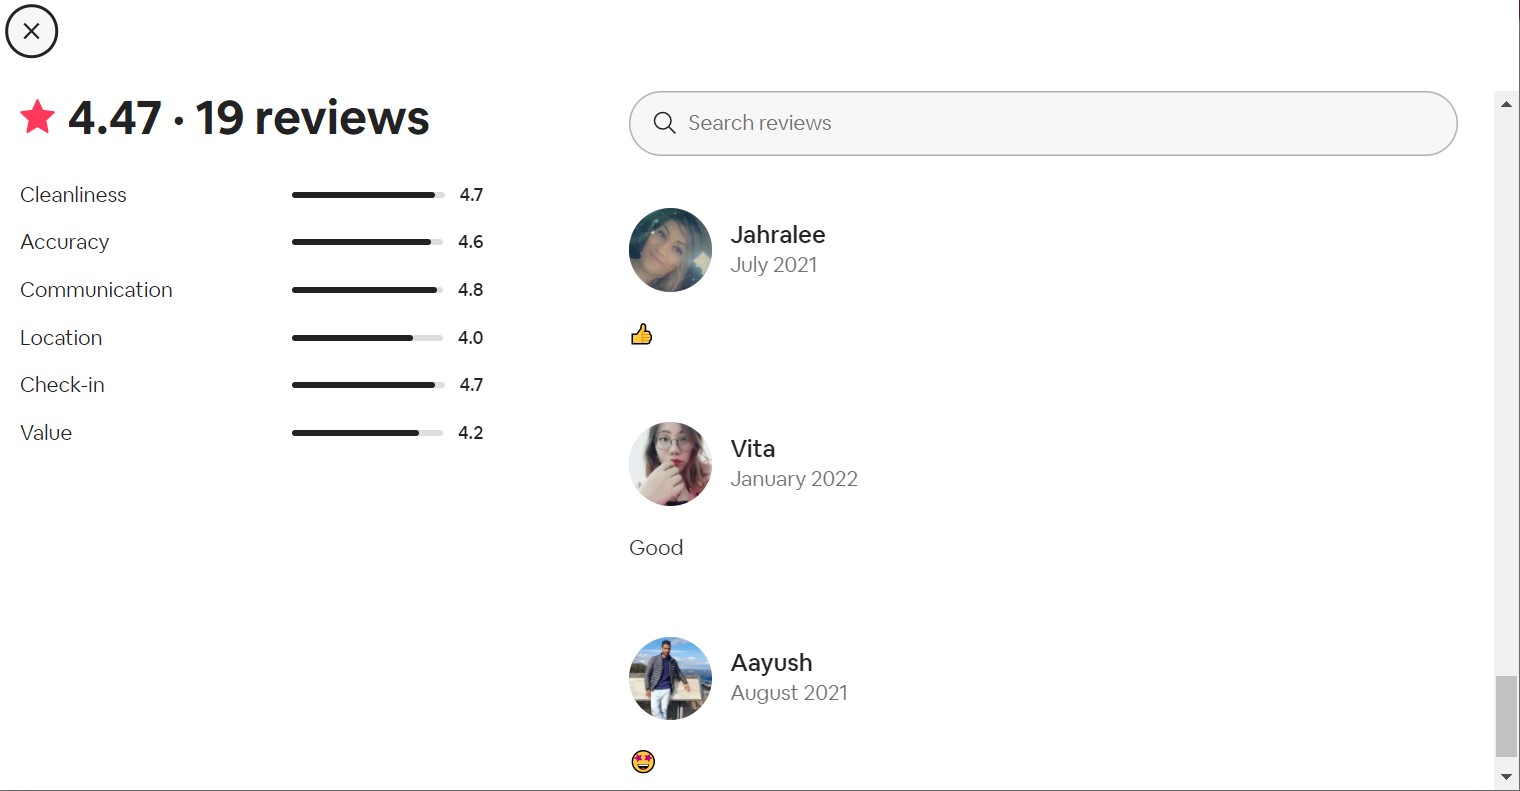 4.47 · 19 reviews
Cleanliness 4.7
Accuracy 4.6
Communication 4.8
Location 4.0
Check-in 4.7
Value 4.2
Search reviews
Jahralee
July 2021
👍
Vita
January 2022
Good
Aayush
August 2021
🤩